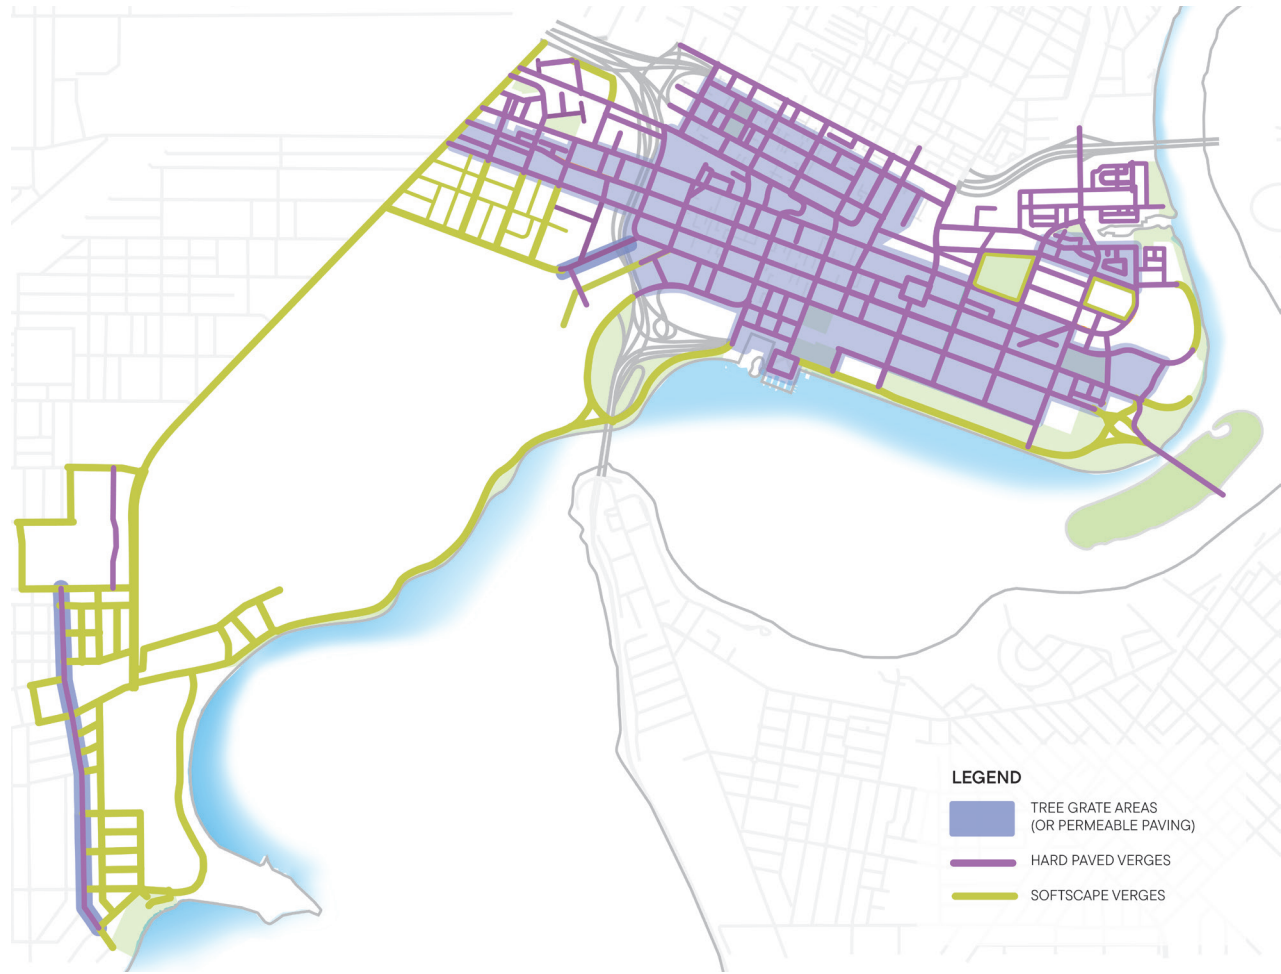 LEGEND
TREE GRATE AREAS
(OR PERMEABLE PAVING)
HARD PAVED VERGES
SOFTSCAPE VERGES